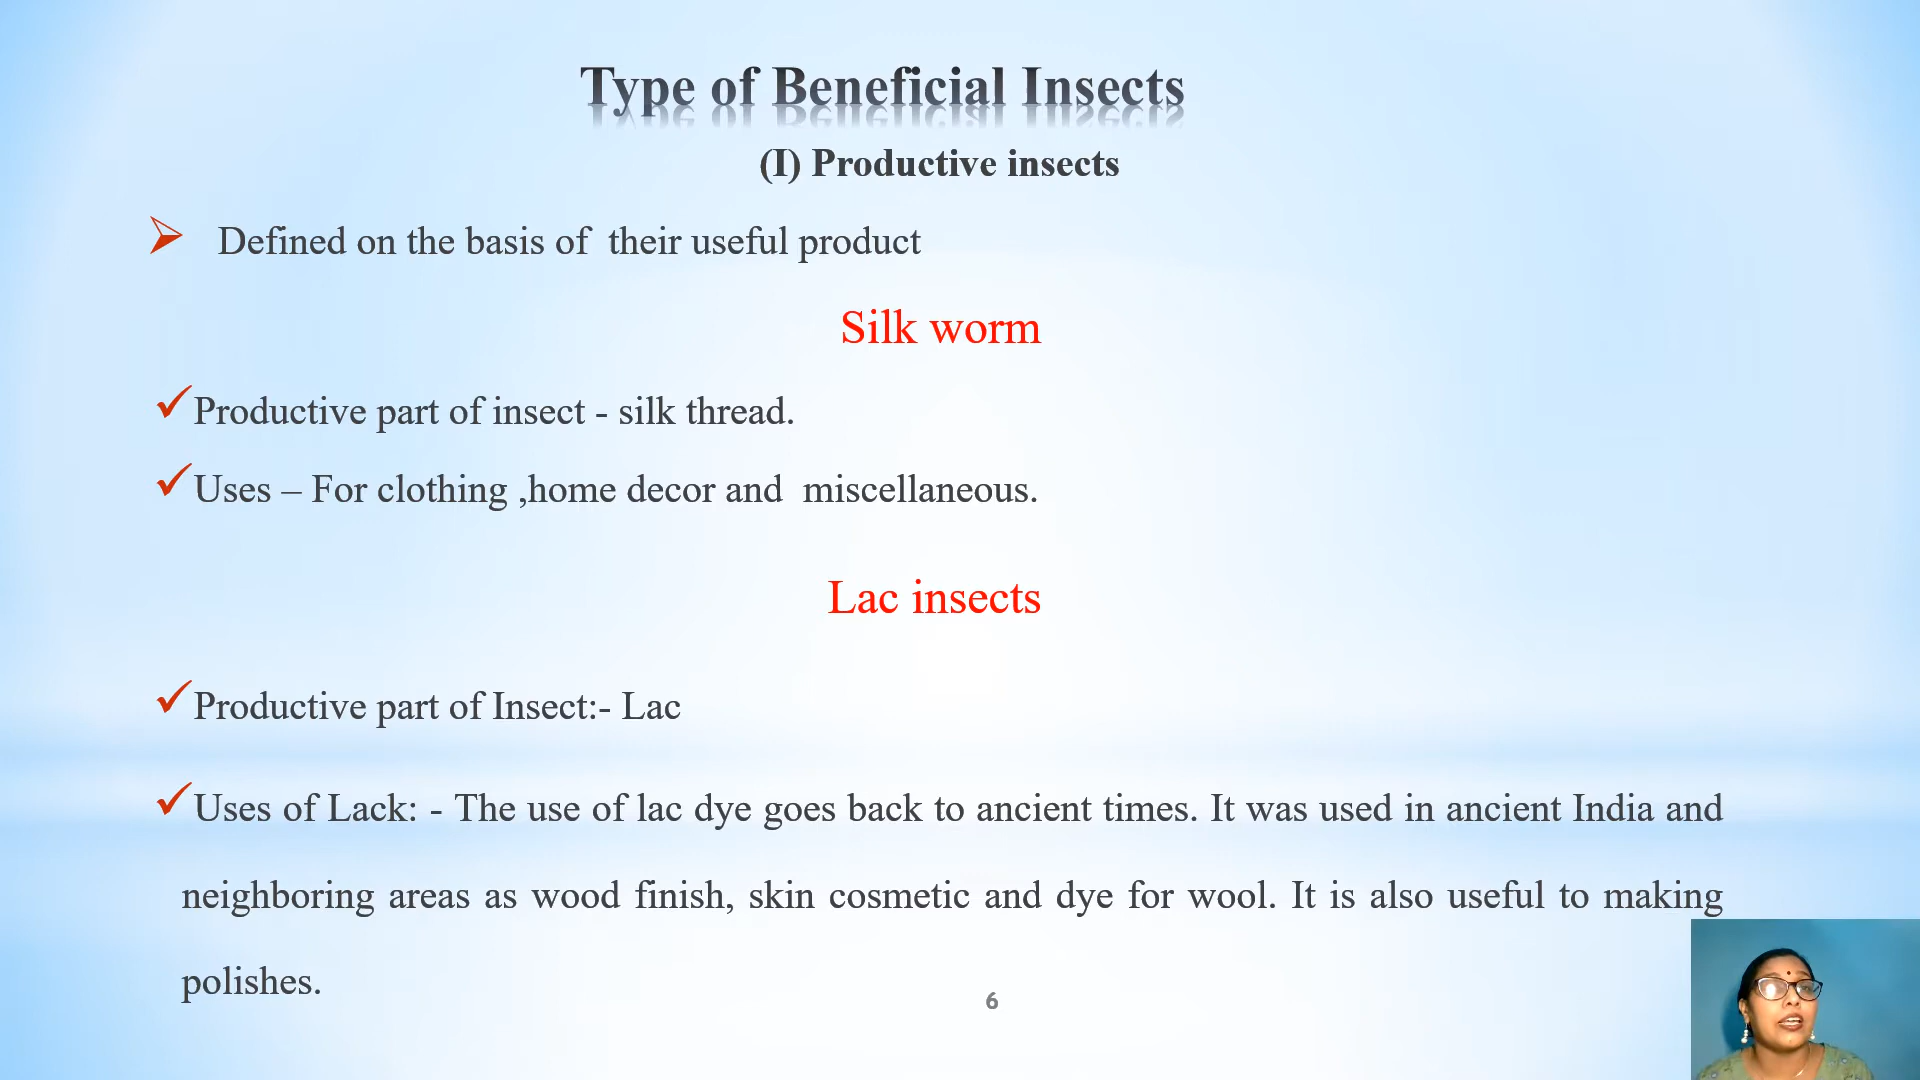 Type of Beneficial Insects
(I) Productive insects
Defined on the basis of their useful product
Silk worm
Productive part of insect - silk thread.
Uses – For clothing ,home decor and miscellaneous.
Lac insects
Productive part of Insect:- Lac
Uses of Lack: - The use of lac dye goes back to ancient times. It was used in ancient India and
neighboring areas as wood finish, skin cosmetic and dye for wool. It is also useful to making
polishes.
6